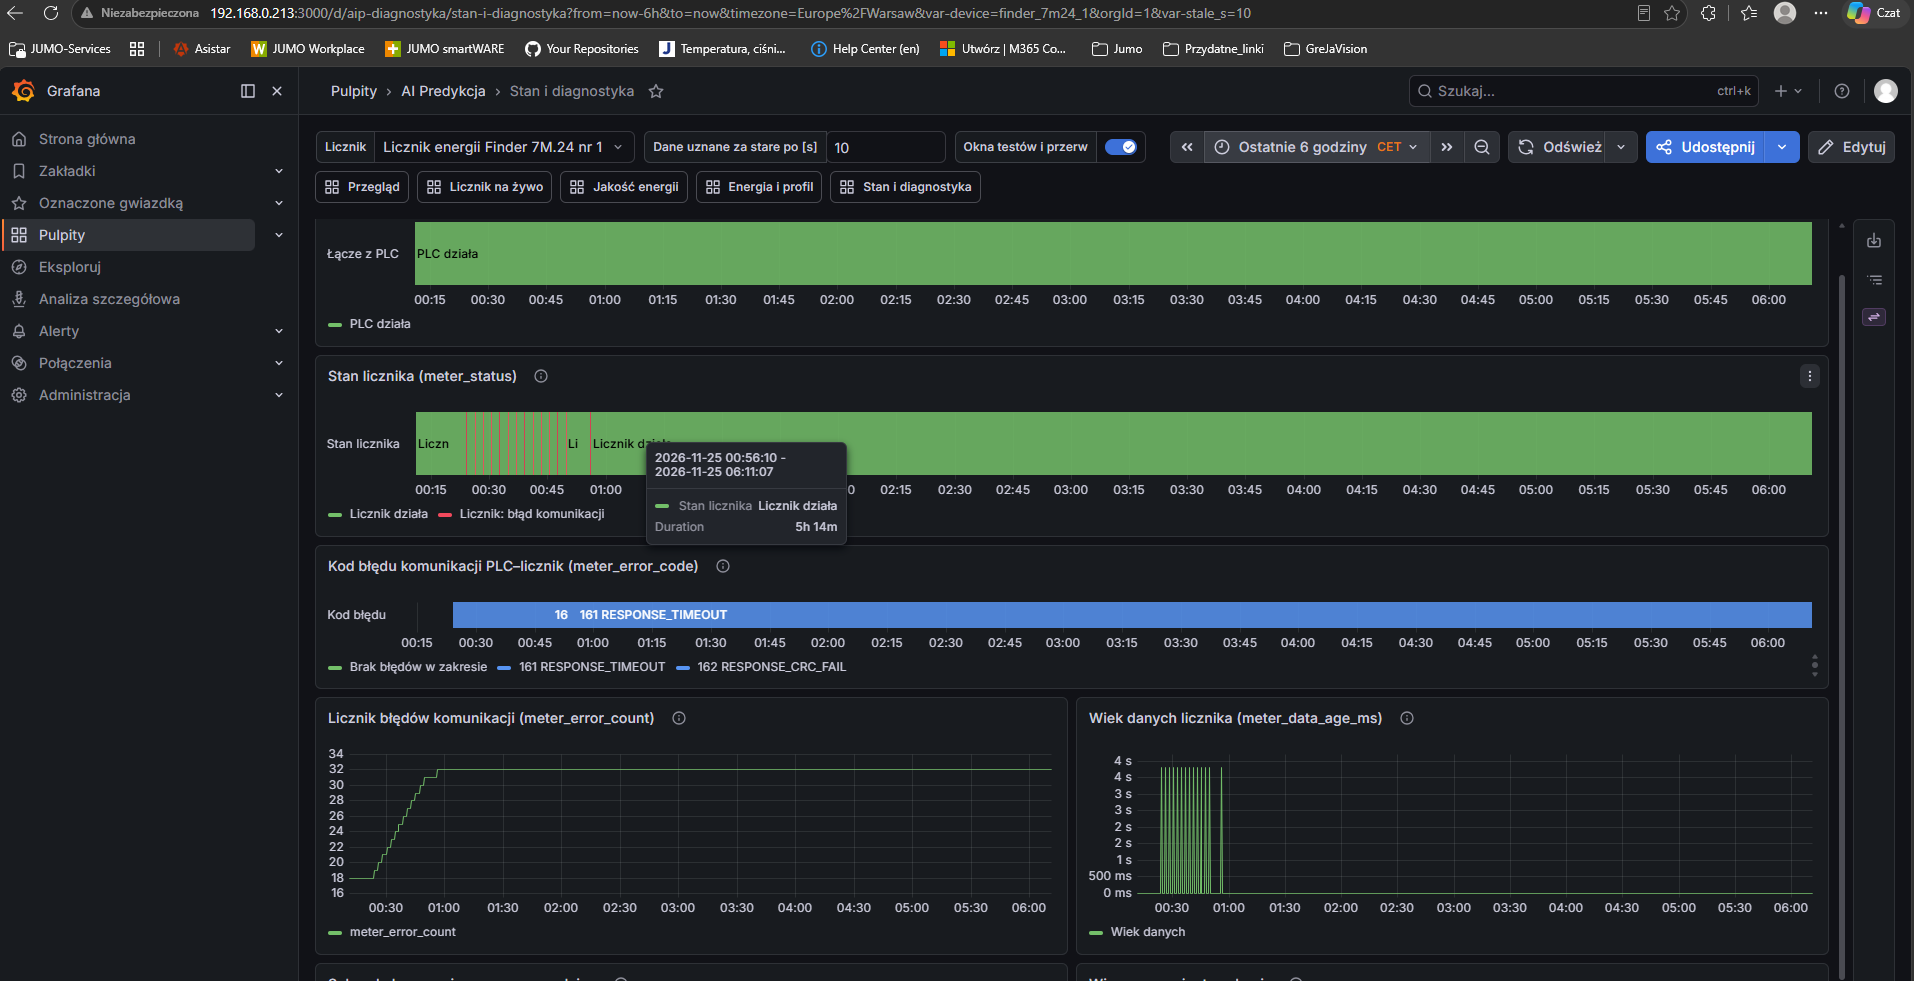 Niezabezpieczona 192.168.0.213:3000/d/aip-diagnostyka/stan-i-diagnostyka?from=now-6h&to=now&timezone=Europe%2FWarsaw&var-device=finder_7m24_1&orgId=1&var-stale_s=10 Czat
JUMO-Services Asistar JUMO Workplace JUMO smartWARE Your Repositories Temperatura, ciśni... Help Center (en) Utwórz | M365 Co... Jumo Przydatne_linki GreJaVision
Grafana Pulpity › AI Predykcja › Stan i diagnostyka Szukaj... ctrl+k
Strona główna
Zakładki
Oznaczone gwiazdką
Pulpity
Eksploruj
Analiza szczegółowa
Alerty
Połączenia
Administracja
Licznik Licznik energii Finder 7M.24 nr 1 Dane uznane za stare po [s] 10 Okna testów i przerw Ostatnie 6 godziny CET Odśwież Udostępnij Edytuj
Przegląd Licznik na żywo Jakość energii Energia i profil Stan i diagnostyka
Łącze z PLC PLC działa
00:15 00:30 00:45 01:00 01:15 01:30 01:45 02:00 02:15 02:30 02:45 03:00 03:15 03:30 03:45 04:00 04:15 04:30 04:45 05:00 05:15 05:30 05:45 06:00
PLC działa
Stan licznika (meter_status)
Stan licznika Liczn Li Licznik działa
2026-11-25 00:56:10 -
2026-11-25 06:11:07
Stan licznika Licznik działa
Duration 5h 14m
00:15 00:30 00:45 01:00 0 02:15 02:30 02:45 03:00 03:15 03:30 03:45 04:00 04:15 04:30 04:45 05:00 05:15 05:30 05:45 06:00
Licznik działa Licznik: błąd komunikacji
Kod błędu komunikacji PLC–licznik (meter_error_code)
Kod błędu 16 161 RESPONSE_TIMEOUT
00:15 00:30 00:45 01:00 01:15 01:30 01:45 02:00 02:15 02:30 02:45 03:00 03:15 03:30 03:45 04:00 04:15 04:30 04:45 05:00 05:15 05:30 05:45 06:00
Brak błędów w zakresie 161 RESPONSE_TIMEOUT 162 RESPONSE_CRC_FAIL
Licznik błędów komunikacji (meter_error_count)
34
32
30
28
26
24
22
20
18
16
00:30 01:00 01:30 02:00 02:30 03:00 03:30 04:00 04:30 05:00 05:30 06:00
meter_error_count
Wiek danych licznika (meter_data_age_ms)
4 s
4 s
3 s
3 s
2 s
2 s
1 s
500 ms
0 ms
00:30 01:00 01:30 02:00 02:30 03:00 03:30 04:00 04:30 05:00 05:30 06:00
Wiek danych